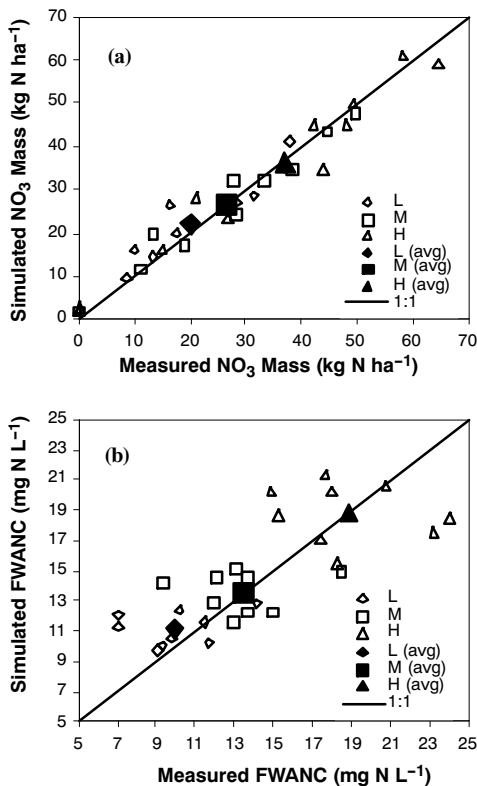 (a)
Simulated NO3 Mass (kg N ha−1)
70
60
50
40
30
20
10
0
0 10 20 30 40 50 60 70
Measured NO3 Mass (kg N ha−1)
L
M
H
L (avg)
M (avg)
H (avg)
1:1
(b)
Simulated FWANC (mg N L−1)
25
23
21
19
17
15
13
11
9
7
5
5 7 9 11 13 15 17 19 21 23 25
Measured FWANC (mg N L−1)
L
M
H
L (avg)
M (avg)
H (avg)
1:1